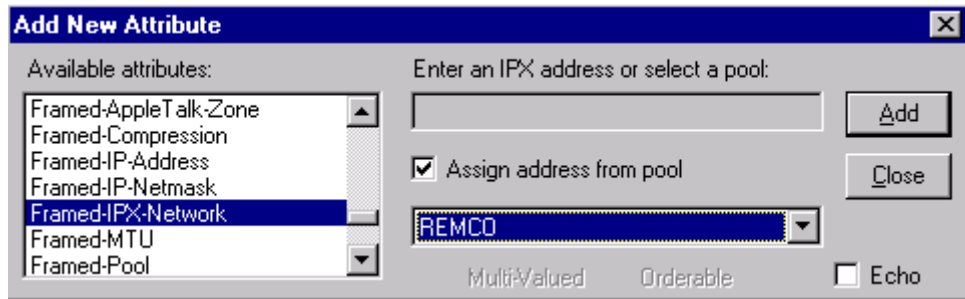 Add New Attribute
Available attributes:
Framed-AppleTalk-Zone
Framed-Compression
Framed-IP-Address
Framed-IP-Netmask
Framed-IPX-Network
Framed-MTU
Framed-Pool
Enter an IPX address or select a pool:
Assign address from pool
REMCO
Multi-Valued Orderable
Echo
Add
Close